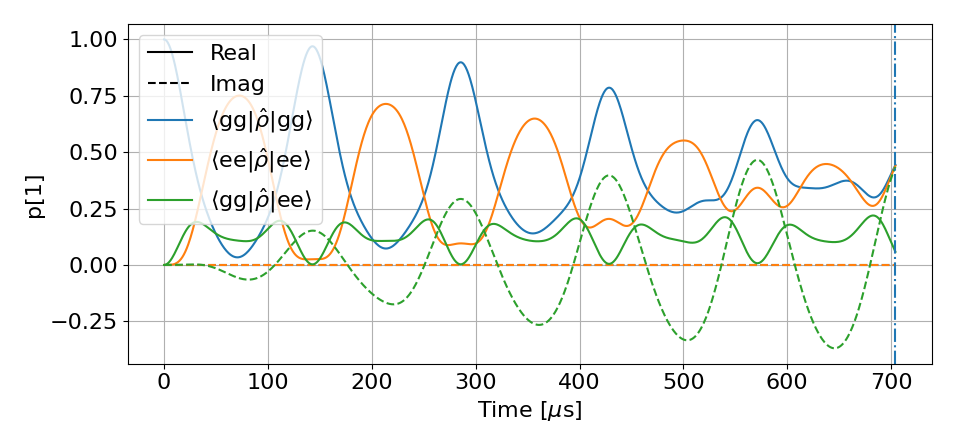 p[1]
1.00
0.75
0.50
0.25
0.00
−0.25
Real
Imag
⟨gg|ρ̂|gg⟩
⟨ee|ρ̂|ee⟩
⟨gg|ρ̂|ee⟩
0 100 200 300 400 500 600 700
Time [μs]